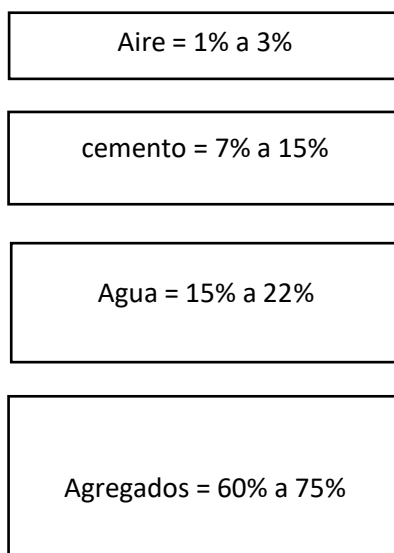 Aire = 1% a 3%
cemento = 7% a 15%
Agua = 15% a 22%
Agregados = 60% a 75%